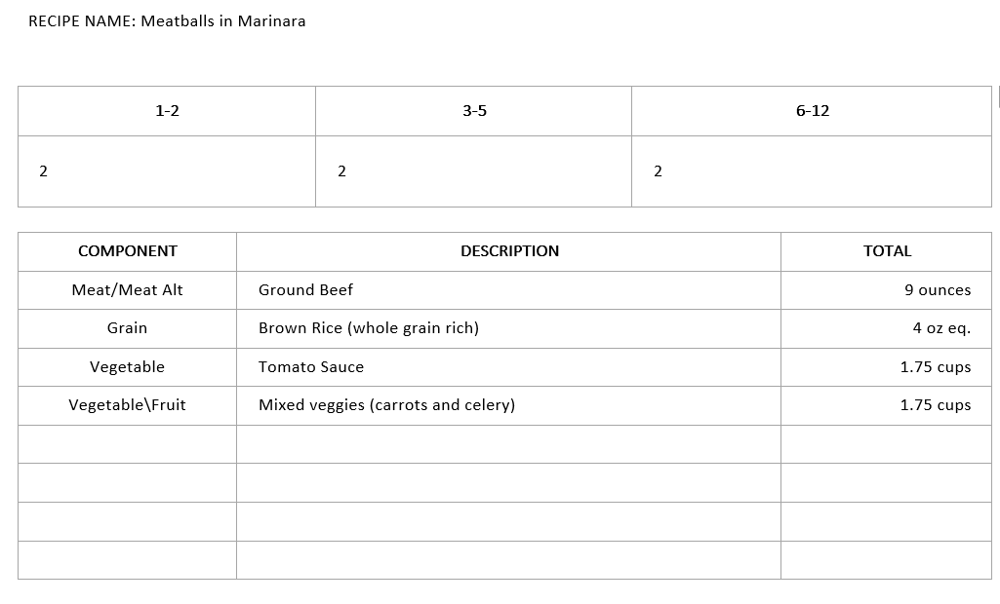 RECIPE NAME: Meatballs in Marinara
1-2 3-5 6-12
2 2 2
COMPONENT DESCRIPTION TOTAL
Meat/Meat Alt Ground Beef 9 ounces
Grain Brown Rice (whole grain rich) 4 oz eq.
Vegetable Tomato Sauce 1.75 cups
Vegetable\Fruit Mixed veggies (carrots and celery) 1.75 cups